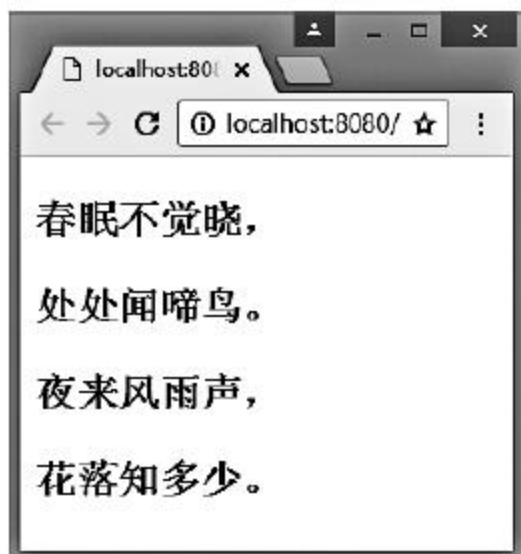 localhost:808
localhost:8080/
春眠不觉晓，
处处闻啼鸟。
夜来风雨声，
花落知多少。